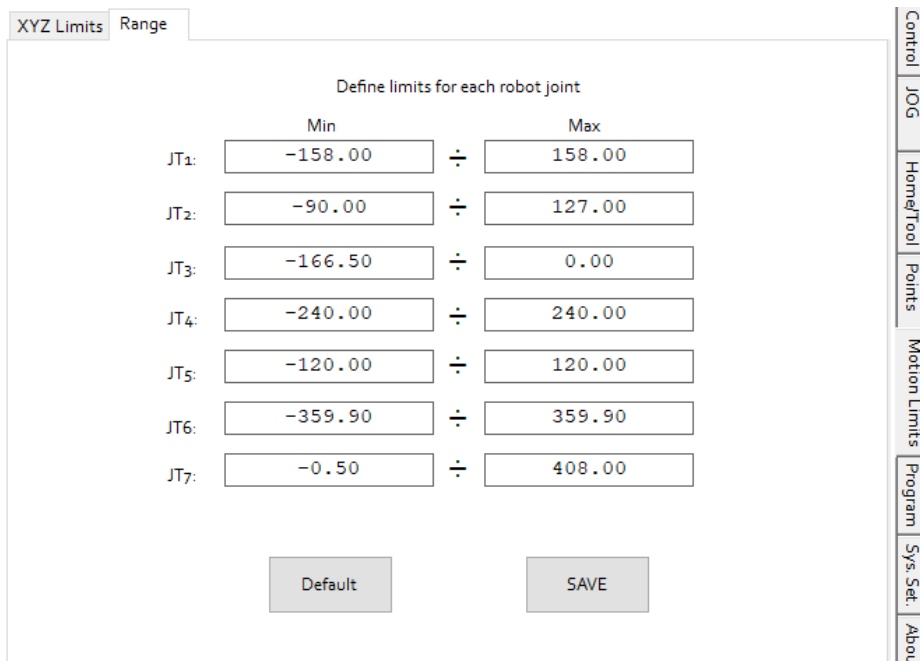 XYZ Limits Range
Define limits for each robot joint
Min Max
JT1: -158.00 ÷ 158.00
JT2: -90.00 ÷ 127.00
JT3: -166.50 ÷ 0.00
JT4: -240.00 ÷ 240.00
JT5: -120.00 ÷ 120.00
JT6: -359.90 ÷ 359.90
JT7: -0.50 ÷ 408.00
Default SAVE
Control
JOG
Home/Tool
Points
Motion Limits
Program
Sys. Set.
Abou